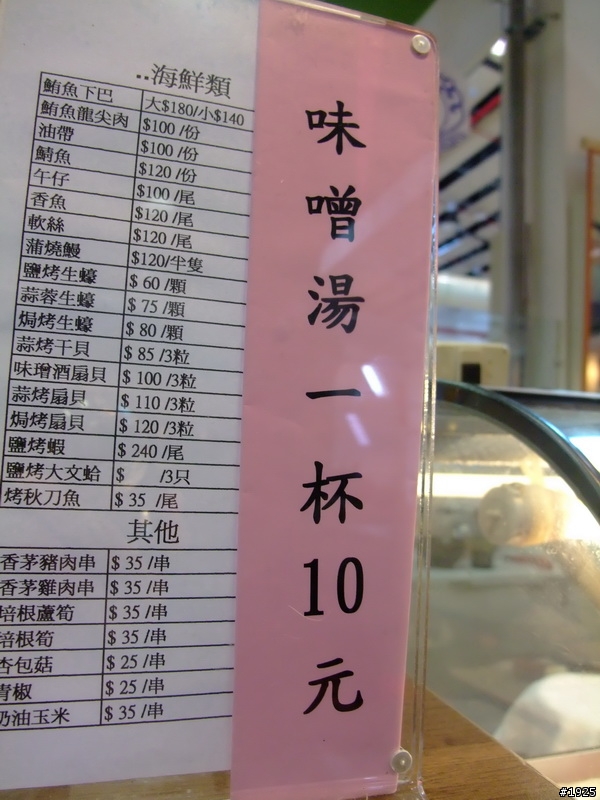 ..海鮮類
鮪魚下巴 大$180/小$140
鮪魚龍尖肉 $100 /份
油帶 $100 /份
鯖魚 $120 /份
午仔 $100 /尾
香魚 $120 /尾
軟絲 $120 /尾
蒲燒鰻 $120/半隻
鹽烤生蠔 $ 60 /顆
蒜蓉生蠔 $ 75 /顆
焗烤生蠔 $ 80 /顆
蒜烤干貝 $ 85 /3粒
味璔酒扇貝 $ 100 /3粒
蒜烤扇貝 $ 110 /3粒
焗烤扇貝 $ 120 /3粒
鹽烤蝦 $ 240 /尾
鹽烤大文蛤 $ /3只
烤秋刀魚 $ 35 /尾
其他
香茅豬肉串 $ 35 /串
香茅雞肉串 $ 35 /串
培根蘆筍 $ 35 /串
培根筍 $ 35 /串
杏包菇 $ 25 /串
青椒 $ 25 /串
奶油玉米 $ 35 /串
味噌湯一杯10元
#1925